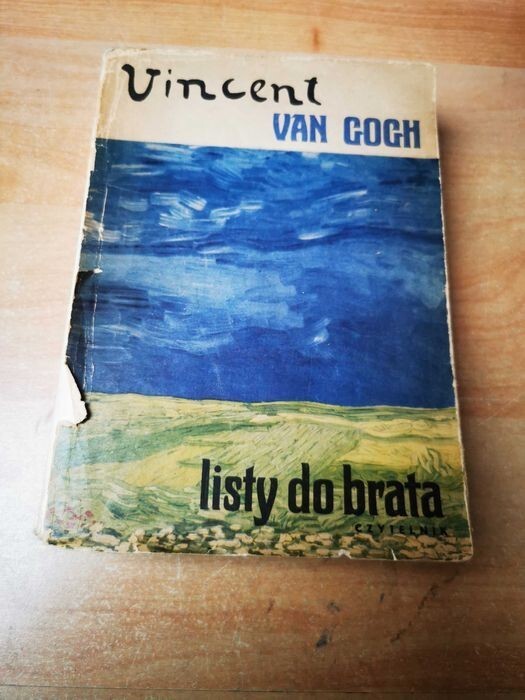 Vincent
VAN GOGH
listy do brata
CZYTELNIK